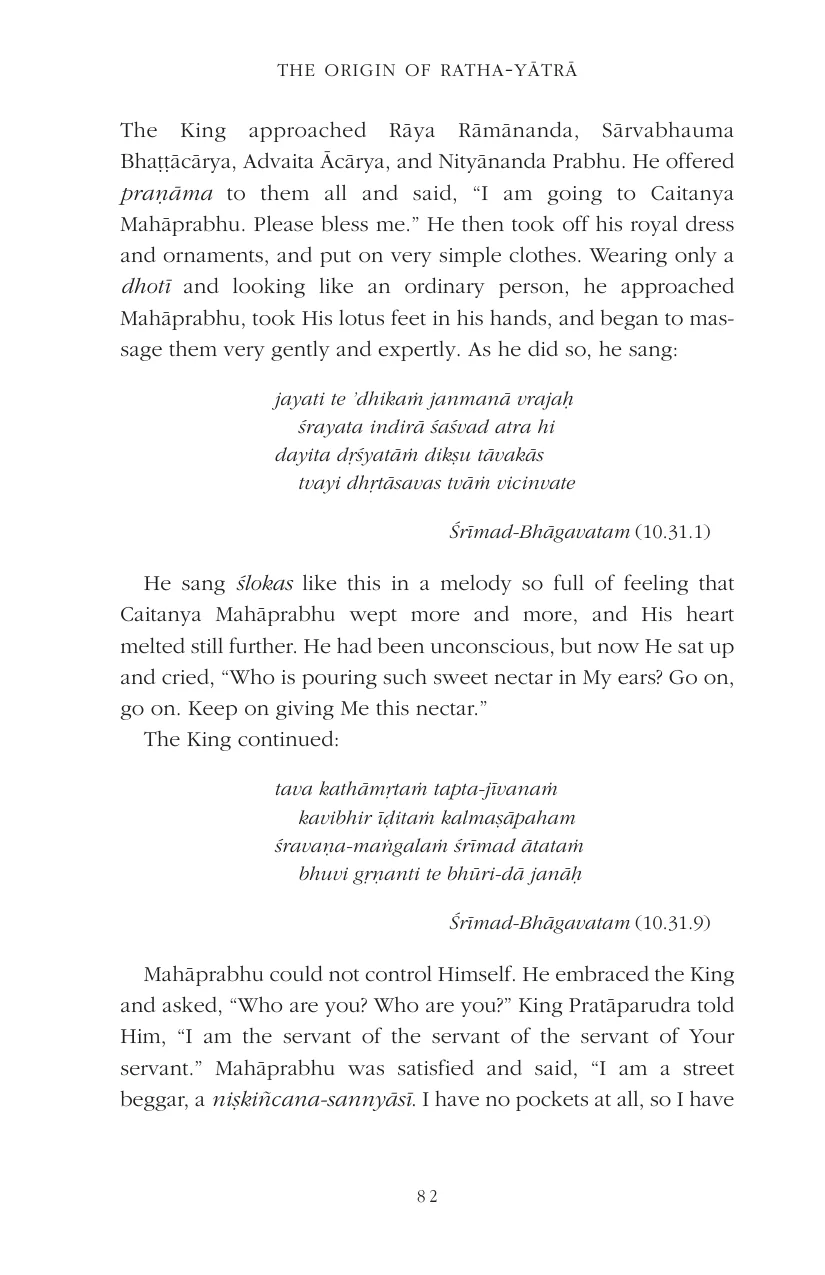 THE ORIGIN OF RATHA-YĀTRĀ
The King approached Rāya Rāmānanda, Sārvabhauma
Bhaṭṭācārya, Advaita Ācārya, and Nityānanda Prabhu. He offered
praṇāma to them all and said, “I am going to Caitanya
Mahāprabhu. Please bless me.” He then took off his royal dress
and ornaments, and put on very simple clothes. Wearing only a
dhotī and looking like an ordinary person, he approached
Mahāprabhu, took His lotus feet in his hands, and began to mas-
sage them very gently and expertly. As he did so, he sang:
jayati te ’dhikaṁ janmanā vrajaḥ
śrayata indirā śaśvad atra hi
dayita dṛśyatāṁ dikṣu tāvakās
tvayi dhṛtāsavas tvāṁ vicinvate
Śrīmad-Bhāgavatam (10.31.1)
He sang ślokas like this in a melody so full of feeling that
Caitanya Mahāprabhu wept more and more, and His heart
melted still further. He had been unconscious, but now He sat up
and cried, “Who is pouring such sweet nectar in My ears? Go on,
go on. Keep on giving Me this nectar.”
The King continued:
tava kathāmṛtaṁ tapta-jīvanaṁ
kavibhir īḍitaṁ kalmaṣāpaham
śravaṇa-maṅgalaṁ śrīmad ātataṁ
bhuvi gṛṇanti te bhūri-dā janāḥ
Śrīmad-Bhāgavatam (10.31.9)
Mahāprabhu could not control Himself. He embraced the King
and asked, “Who are you? Who are you?” King Pratāparudra told
Him, “I am the servant of the servant of the servant of Your
servant.” Mahāprabhu was satisfied and said, “I am a street
beggar, a niṣkiñcana-sannyāsī. I have no pockets at all, so I have
82